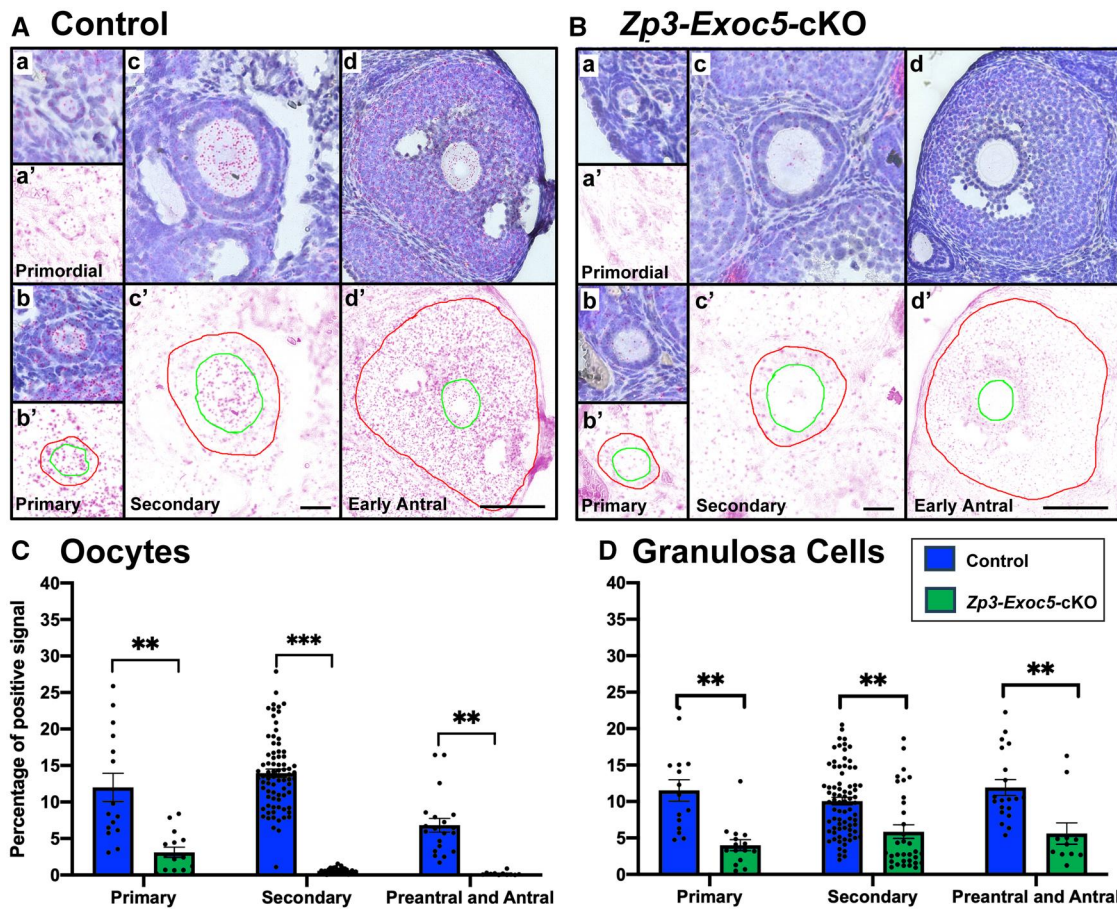 A Control
a
c
d
a'
Primordial
b
c'
d'
b'
Primary
Secondary
Early Antral
B Zp3-Exoc5-cKO
a
c
d
a'
Primordial
b
c'
d'
b'
Primary
Secondary
Early Antral
C Oocytes
Percentage of positive signal
40
35
30
25
20
15
10
5
0
**
***
**
Primary
Secondary
Preantral and Antral
D Granulosa Cells
Control
Zp3-Exoc5-cKO
40
35
30
25
20
15
10
5
0
**
**
**
Primary
Secondary
Preantral and Antral